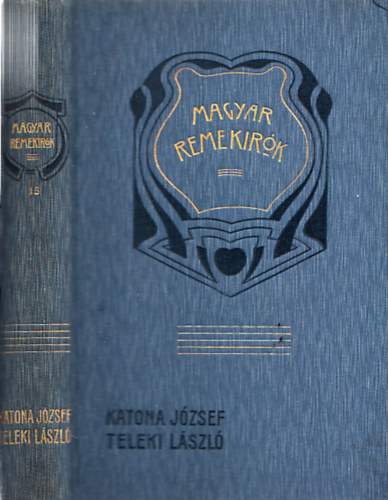 MAGYAR
REMEKIRÓK
15
KATONA JÓZSEF
TELEKI LÁSZLÓ
MAGYAR
REMEKIRÓK
KATONA JÓZSEF
TELEKI LÁSZLÓ